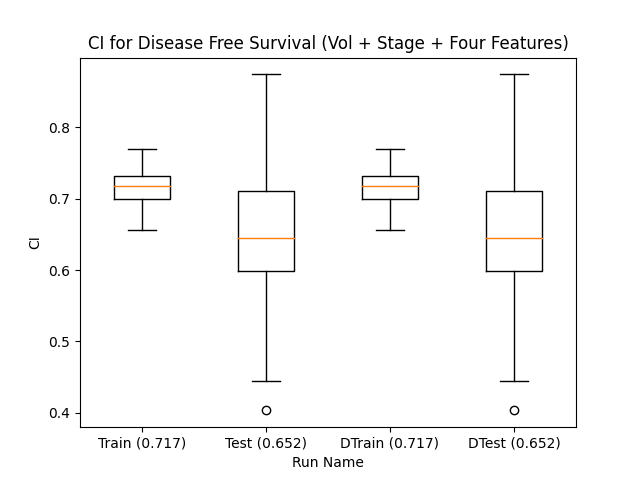 CI for Disease Free Survival (Vol + Stage + Four Features)
0.8
0.7
0.6
0.5
0.4
CI
Train (0.717) Test (0.652) DTrain (0.717) DTest (0.652)
Run Name